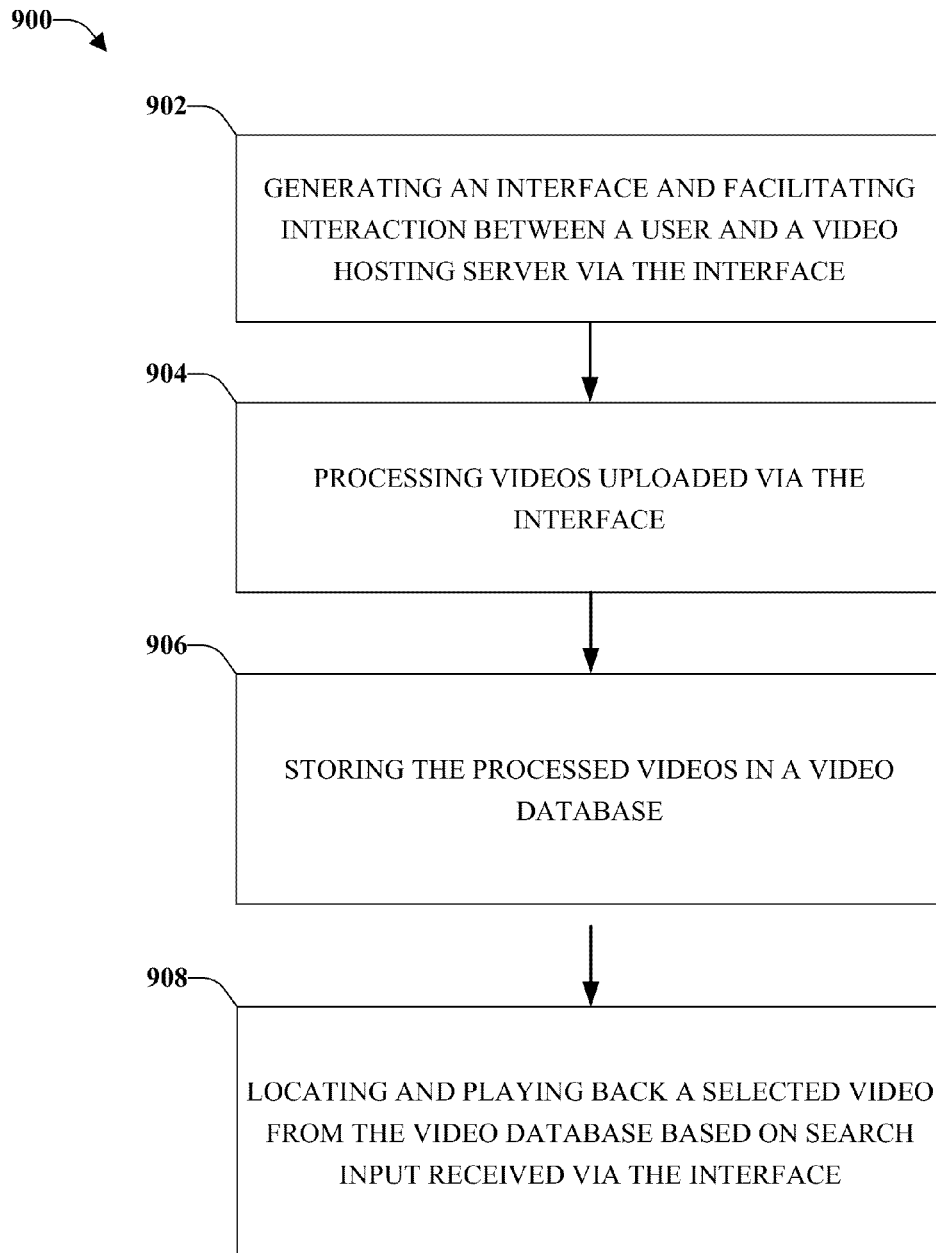 900
902
GENERATING AN INTERFACE AND FACILITATING
INTERACTION BETWEEN A USER AND A VIDEO
HOSTING SERVER VIA THE INTERFACE
904
PROCESSING VIDEOS UPLOADED VIA THE
INTERFACE
906
STORING THE PROCESSED VIDEOS IN A VIDEO
DATABASE
908
LOCATING AND PLAYING BACK A SELECTED VIDEO
FROM THE VIDEO DATABASE BASED ON SEARCH
INPUT RECEIVED VIA THE INTERFACE